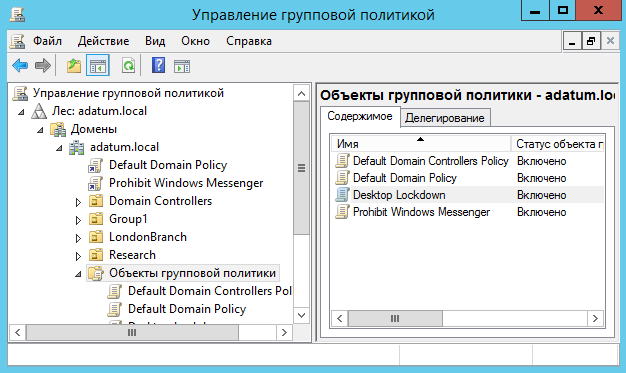 Управление групповой политикой
Файл Действие Вид Окно Справка
Управление групповой политикой
Лес: adatum.local
Домены
adatum.local
Default Domain Policy
Prohibit Windows Messenger
Domain Controllers
Group1
LondonBranch
Research
Объекты групповой политики
Default Domain Controllers Pol
Default Domain Policy
Объекты групповой политики - adatum.lo
Содержимое Делегирование
Имя Статус объекта г
Default Domain Controllers Policy Включено
Default Domain Policy Включено
Desktop Lockdown Включено
Prohibit Windows Messenger Включено